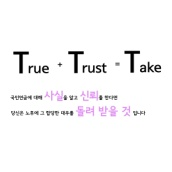 True + Trust = Take
국민연금에 대해 사실을 알고 신뢰를 한다면
당신은 노후에 그 합당한 대우를 돌려 받을 것 입니다